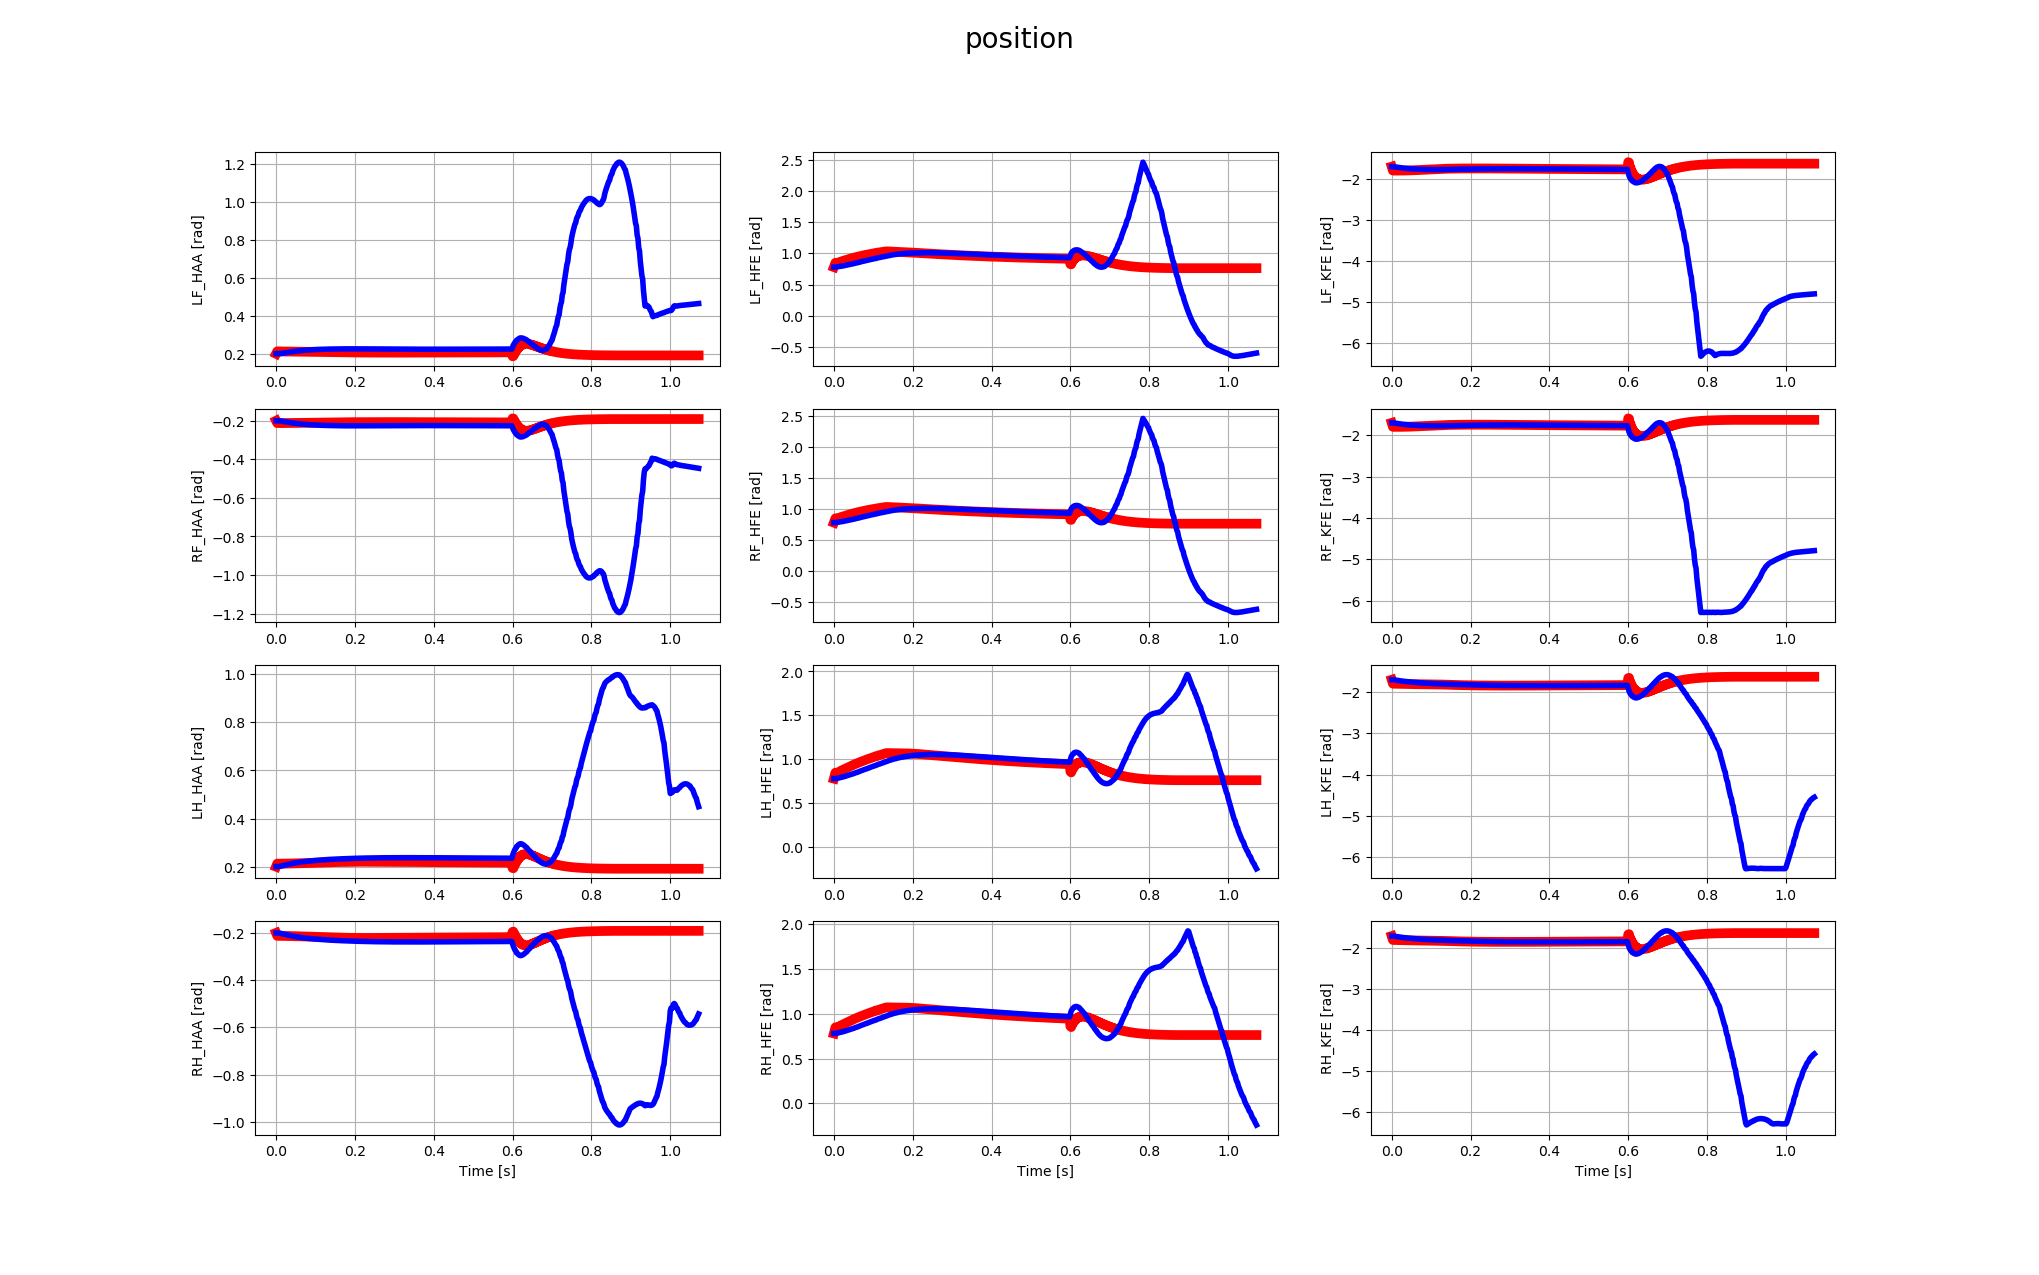 position
LF_HAA [rad]
1.2
1.0
0.8
0.6
0.4
0.2
0.0 0.2 0.4 0.6 0.8 1.0
LF_HFE [rad]
2.5
2.0
1.5
1.0
0.5
0.0
−0.5
0.0 0.2 0.4 0.6 0.8 1.0
LF_KFE [rad]
−2
−3
−4
−5
−6
0.0 0.2 0.4 0.6 0.8 1.0
RF_HAA [rad]
−0.2
−0.4
−0.6
−0.8
−1.0
−1.2
0.0 0.2 0.4 0.6 0.8 1.0
RF_HFE [rad]
2.5
2.0
1.5
1.0
0.5
0.0
−0.5
0.0 0.2 0.4 0.6 0.8 1.0
RF_KFE [rad]
−2
−3
−4
−5
−6
0.0 0.2 0.4 0.6 0.8 1.0
LH_HAA [rad]
1.0
0.8
0.6
0.4
0.2
0.0 0.2 0.4 0.6 0.8 1.0
LH_HFE [rad]
2.0
1.5
1.0
0.5
0.0
0.0 0.2 0.4 0.6 0.8 1.0
LH_KFE [rad]
−2
−3
−4
−5
−6
0.0 0.2 0.4 0.6 0.8 1.0
RH_HAA [rad]
−0.2
−0.4
−0.6
−0.8
−1.0
0.0 0.2 0.4 0.6 0.8 1.0
Time [s]
RH_HFE [rad]
2.0
1.5
1.0
0.5
0.0
0.0 0.2 0.4 0.6 0.8 1.0
Time [s]
RH_KFE [rad]
−2
−3
−4
−5
−6
0.0 0.2 0.4 0.6 0.8 1.0
Time [s]